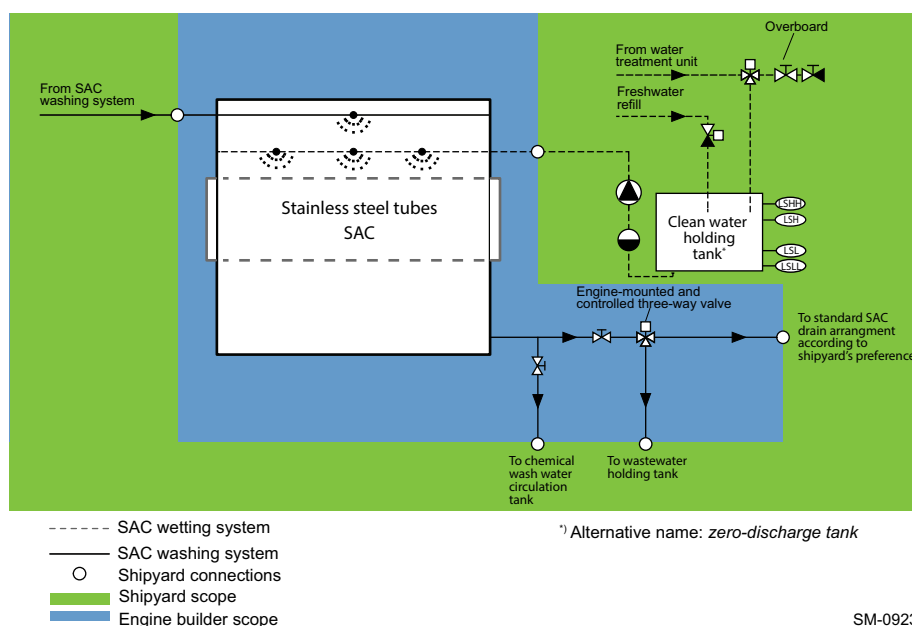 Overboard
From water
treatment unit
Freshwater
refill
From SAC
washing system
Stainless steel tubes
SAC
Clean water
holding
tank*)
LSHH
LSH
LSL
LSLL
Engine-mounted and
controlled three-way valve
To standard SAC
drain arrangment
according to
shipyard's preference
To chemical
wash water
circulation
tank
To wastewater
holding tank
SAC wetting system
SAC washing system
Shipyard connections
Shipyard scope
Engine builder scope
*) Alternative name: zero-discharge tank
SM-0923